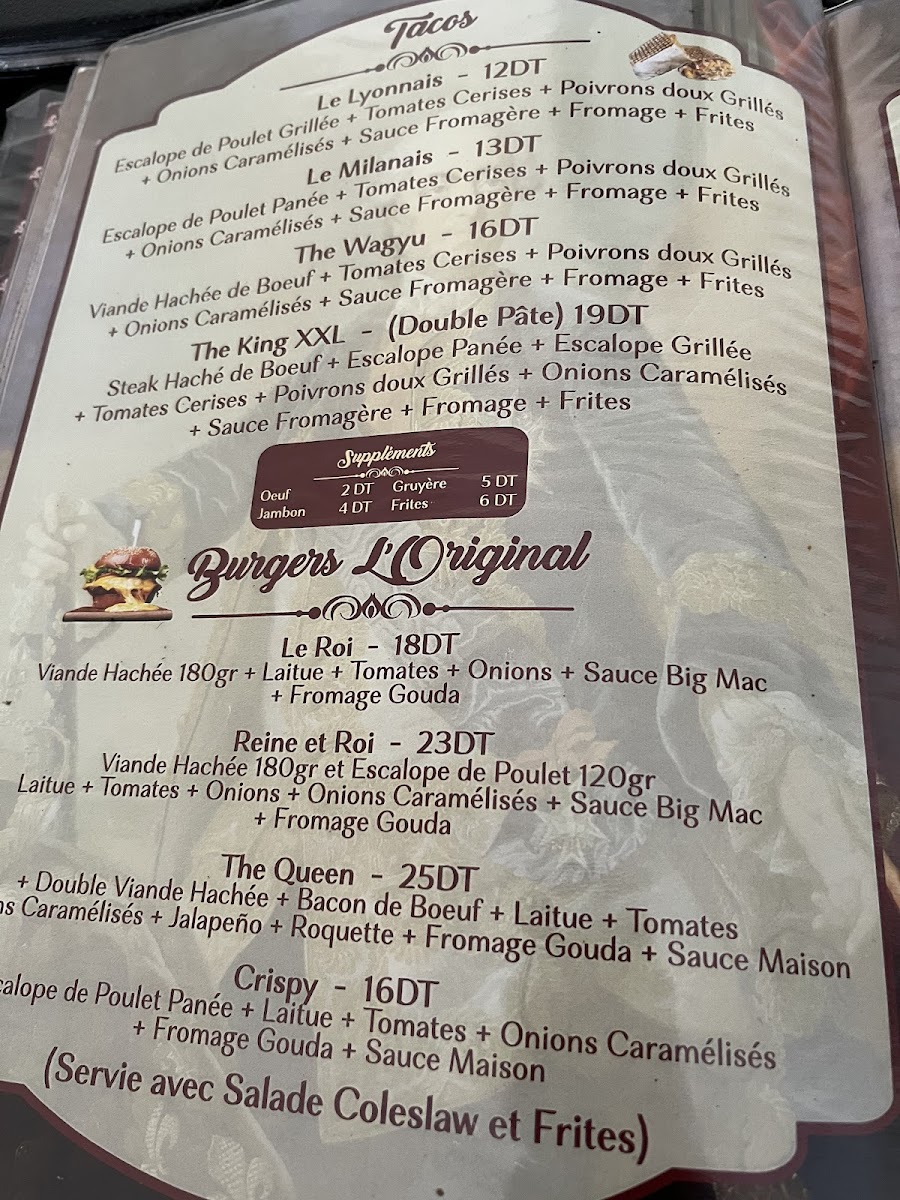 Tacos
Le Lyonnais - 12DT
Escalope de Poulet Grillée + Tomates Cerises + Poivrons doux Grillés
+ Onions Caramélisés + Sauce Fromagère + Fromage + Frites
Le Milanais - 13DT
Escalope de Poulet Panée + Tomates Cerises + Poivrons doux Grillés
+ Onions Caramélisés + Sauce Fromagère + Fromage + Frites
The Wagyu - 16DT
Viande Hachée de Boeuf + Tomates Cerises + Poivrons doux Grillés
+ Onions Caramélisés + Sauce Fromagère + Fromage + Frites
The King XXL - (Double Pâte) 19DT
Steak Haché de Boeuf + Escalope Panée + Escalope Grillée
+ Tomates Cerises + Poivrons doux Grillés + Onions Caramélisés
+ Sauce Fromagère + Fromage + Frites
Suppléments
Oeuf 2 DT Gruyère 5 DT
Jambon 4 DT Frites 6 DT
Burgers L'Original
Le Roi - 18DT
Viande Hachée 180gr + Laitue + Tomates + Onions + Sauce Big Mac
+ Fromage Gouda
Reine et Roi - 23DT
Viande Hachée 180gr et Escalope de Poulet 120gr
Laitue + Tomates + Onions + Onions Caramélisés + Sauce Big Mac
+ Fromage Gouda
The Queen - 25DT
+ Double Viande Hachée + Bacon de Boeuf + Laitue + Tomates
ns Caramélisés + Jalapeño + Roquette + Fromage Gouda + Sauce Maison
Crispy - 16DT
calope de Poulet Panée + Laitue + Tomates + Onions Caramélisés
+ Fromage Gouda + Sauce Maison
(Servie avec Salade Coleslaw et Frites)